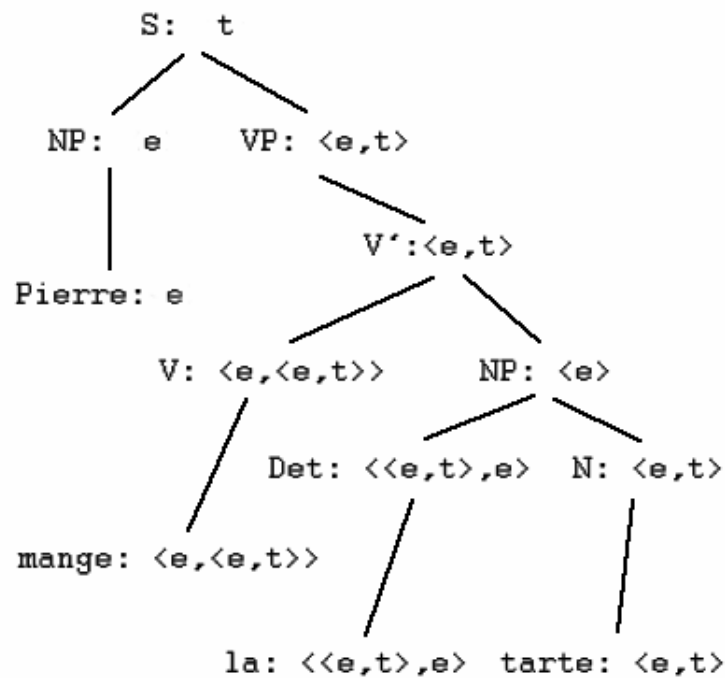 S: t
NP: e VP: <e,t>
V´:<e,t>
Pierre: e
V: <e,<e,t>> NP: <e>
Det: <<e,t>,e> N: <e,t>
mange: <e,<e,t>>
la: <<e,t>,e> tarte: <e,t>